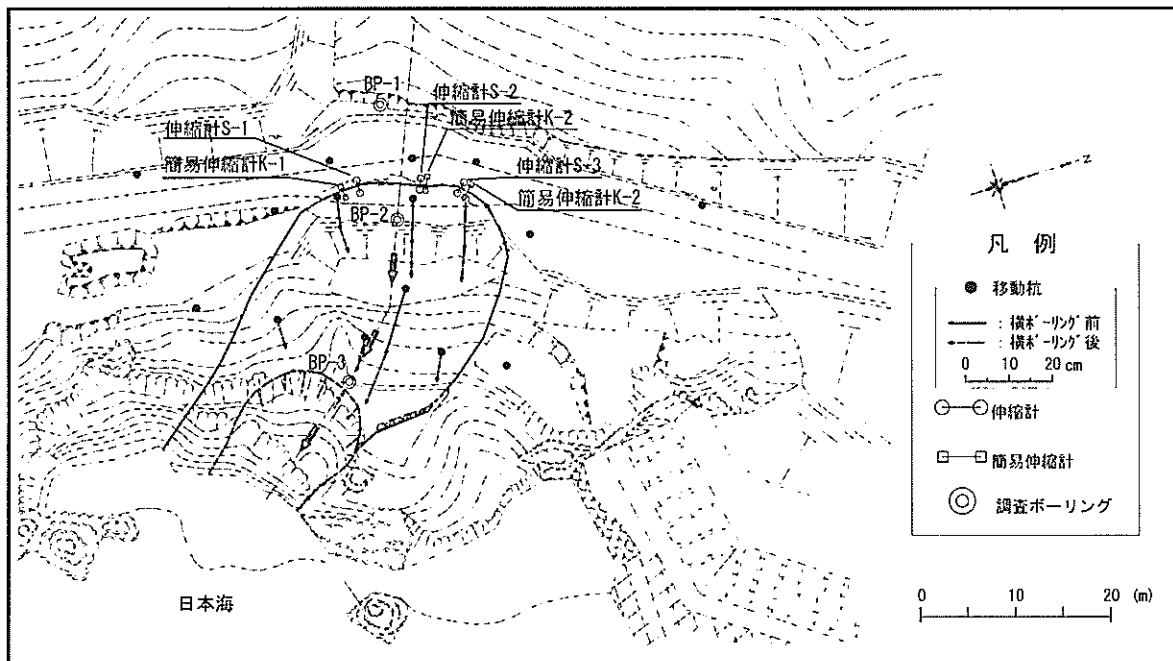 BP-1
伸縮計S-2
簡易伸縮計K-2
伸縮計S-1
簡易伸縮計K-1
伸縮計S-3
簡易伸縮計K-2
BP-2
BP-3
日本海
N
凡 例
移動杭
：横ﾎﾞｰﾘﾝｸﾞ前
：横ﾎﾞｰﾘﾝｸﾞ後
0 10 20 cm
伸縮計
簡易伸縮計
調査ボーリング
0 10 20 (m)